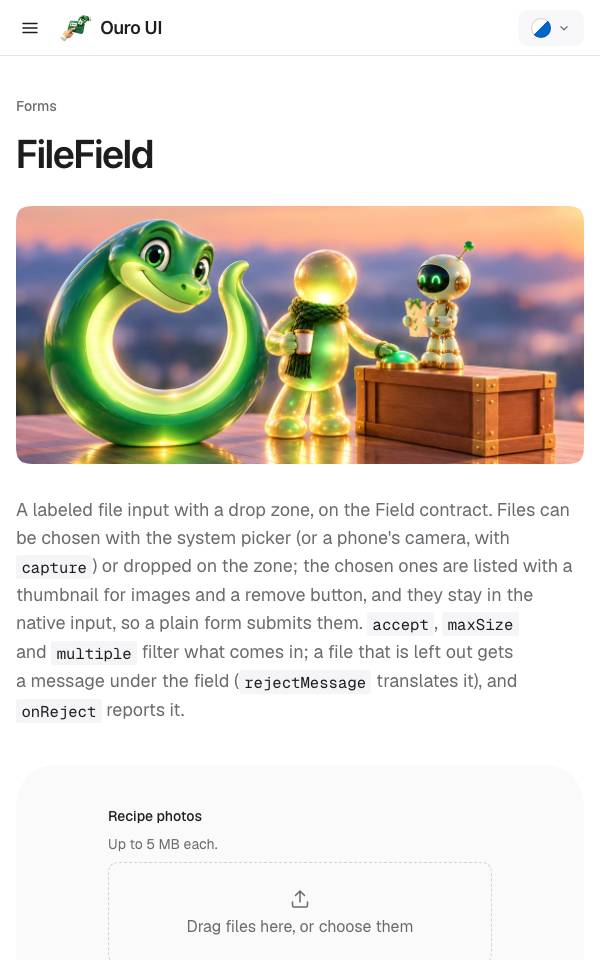 Ouro UI
Forms
FileField
A labeled file input with a drop zone, on the Field contract. Files can
be chosen with the system picker (or a phone's camera, with
capture) or dropped on the zone; the chosen ones are listed with a
thumbnail for images and a remove button, and they stay in the
native input, so a plain form submits them. accept, maxSize
and multiple filter what comes in; a file that is left out gets
a message under the field (rejectMessage translates it), and
onReject reports it.
Recipe photos
Up to 5 MB each.
Drag files here, or choose them